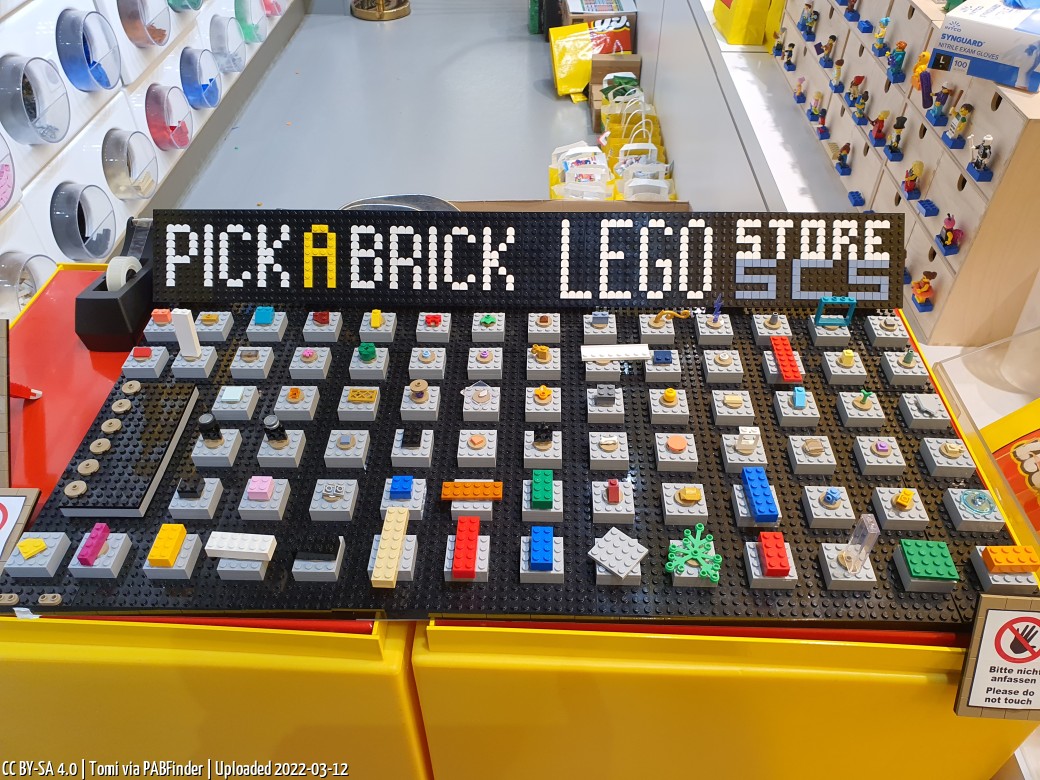 SYNGUARD
NITRILE EXAM GLOVES
L 100
PICK A BRICK LEGO STORE
SCS
Bitte nicht
anfassen
Please do
not touch
CC BY-SA 4.0 | Tomi via PABFinder | Uploaded 2022-03-12